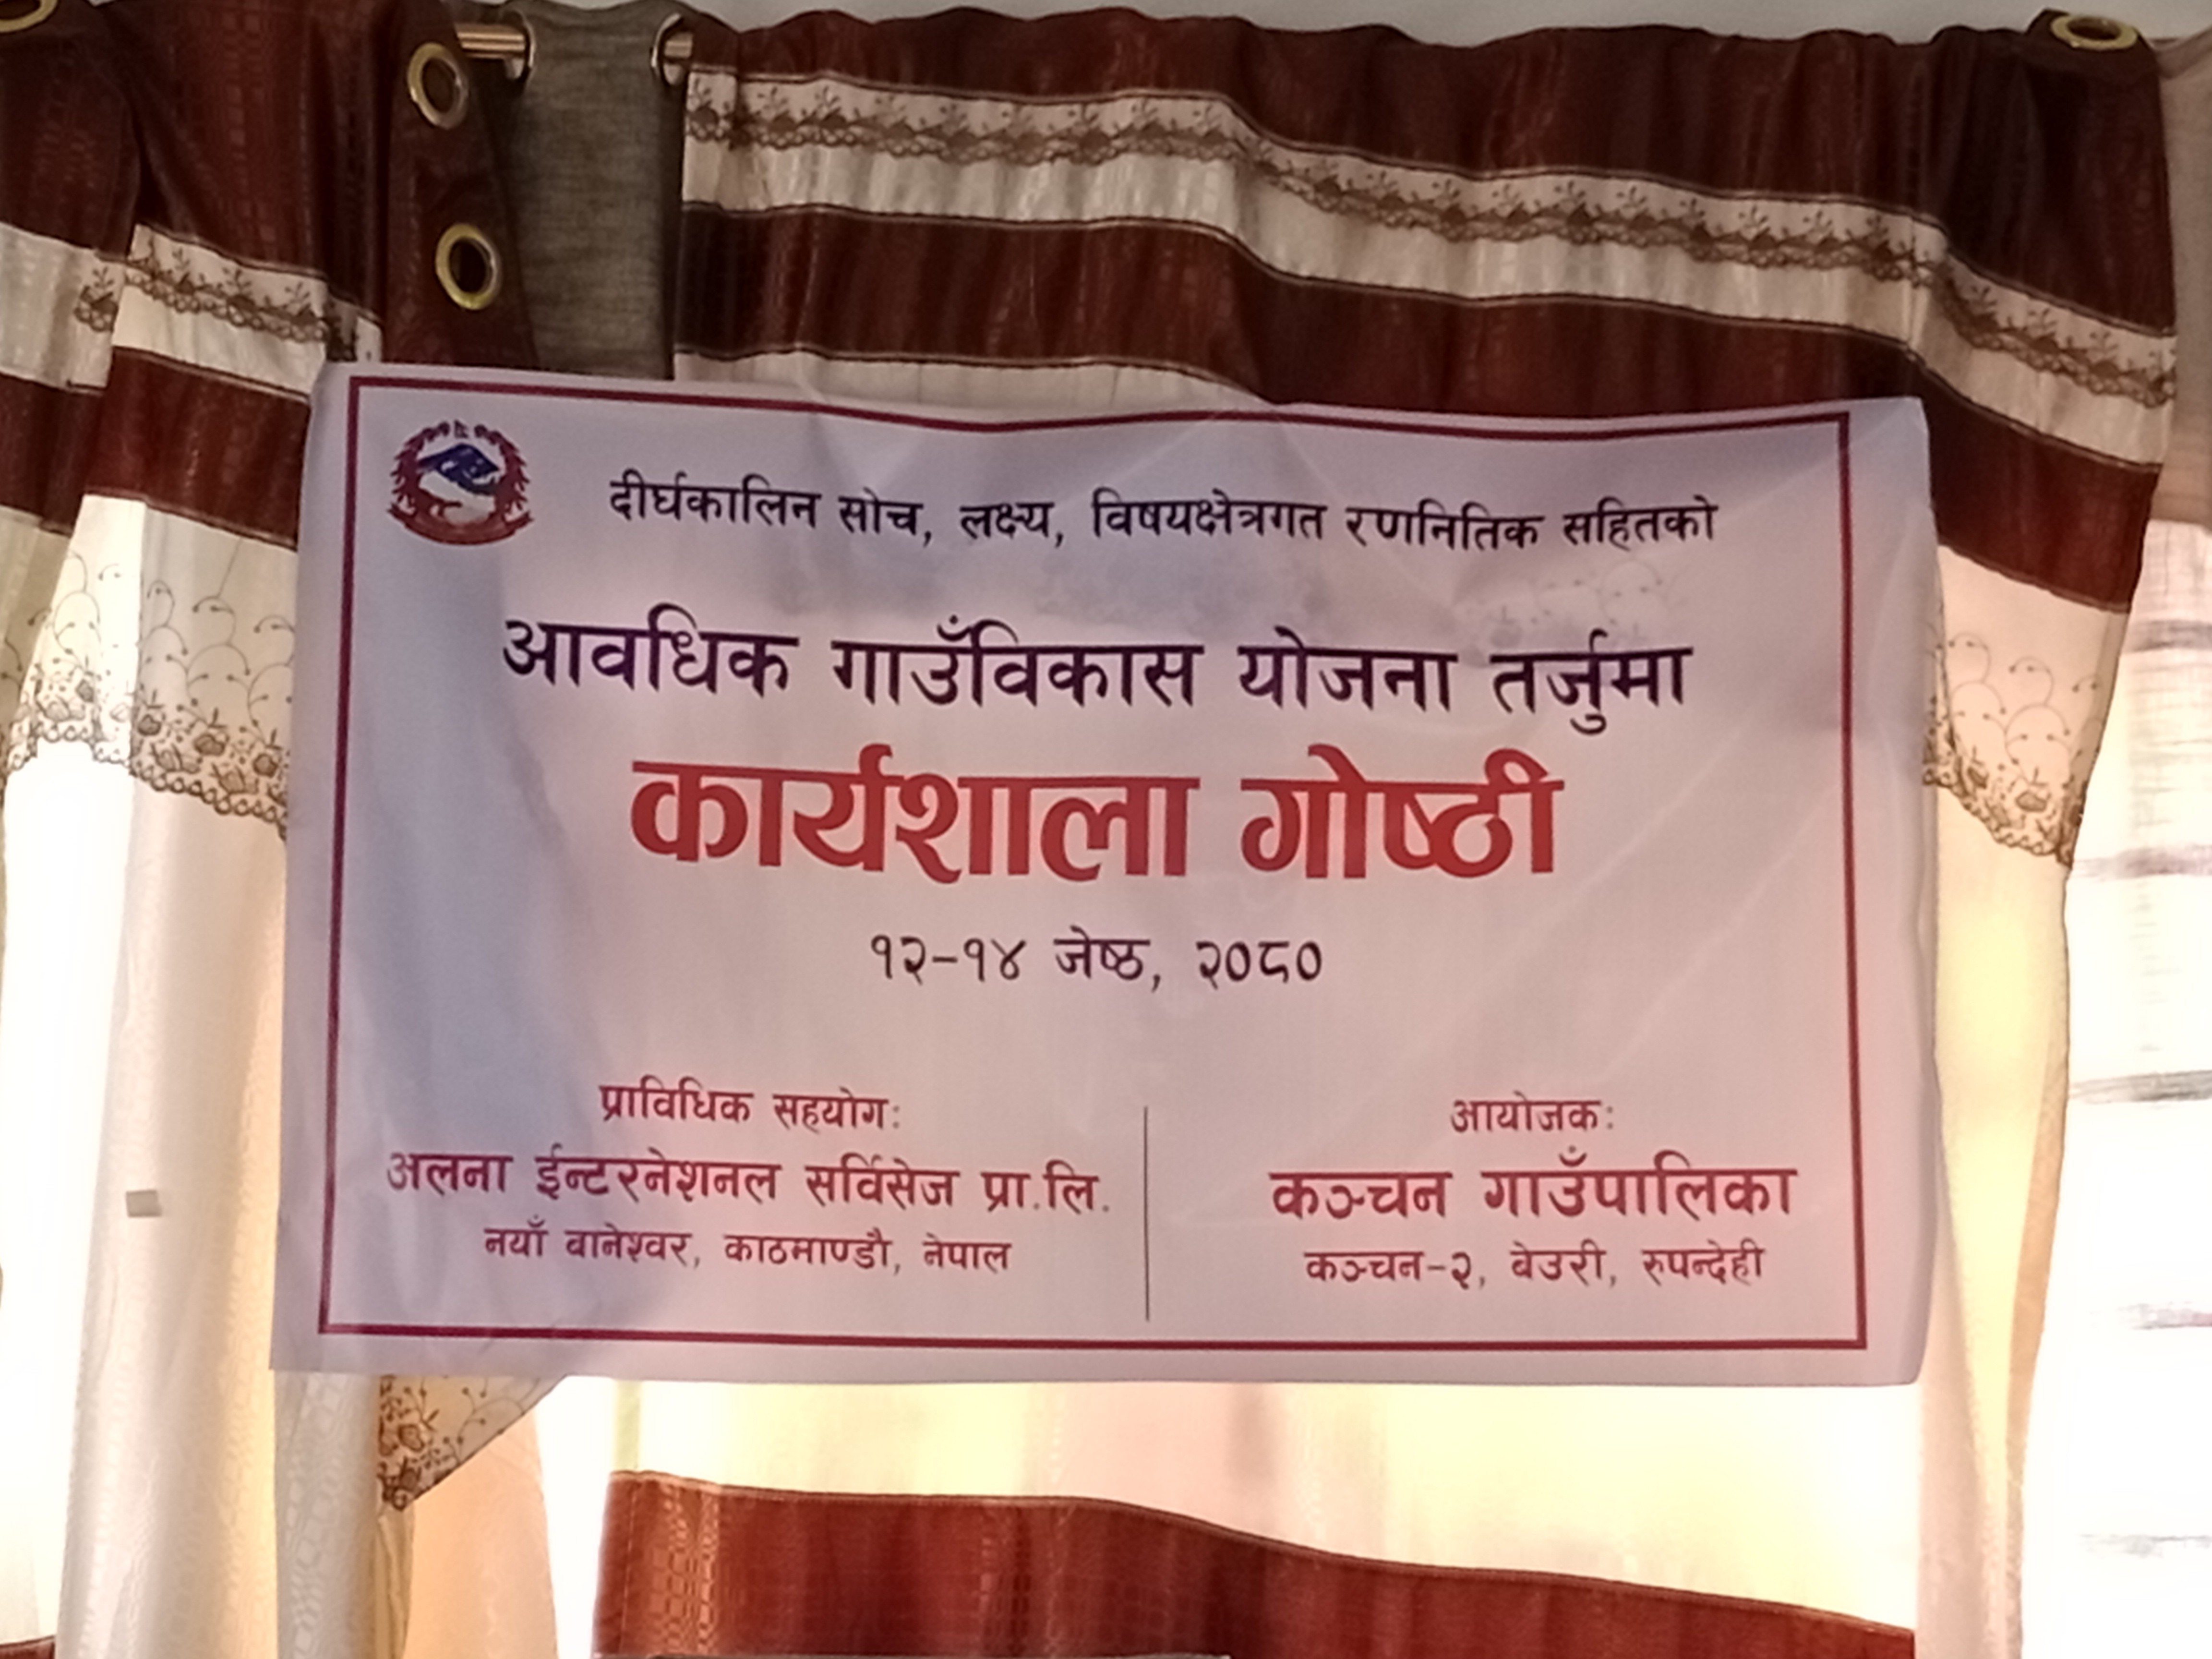 दीर्घकालिन सोच, लक्ष्य, विषयक्षेत्रगत रणनितिक सहितको
आवधिक गाउँविकास योजना तर्जुमा
कार्यशाला गोष्ठी
१२-१४ जेष्ठ, २०८०
प्राविधिक सहयोग:
अलना ईन्टरनेशनल सर्विसेज प्रा.लि.
नयाँ बानेश्वर, काठमाण्डौ, नेपाल
आयोजक:
कञ्चन गाउँपालिका
कञ्चन-२, बेउरी, रुपन्देही